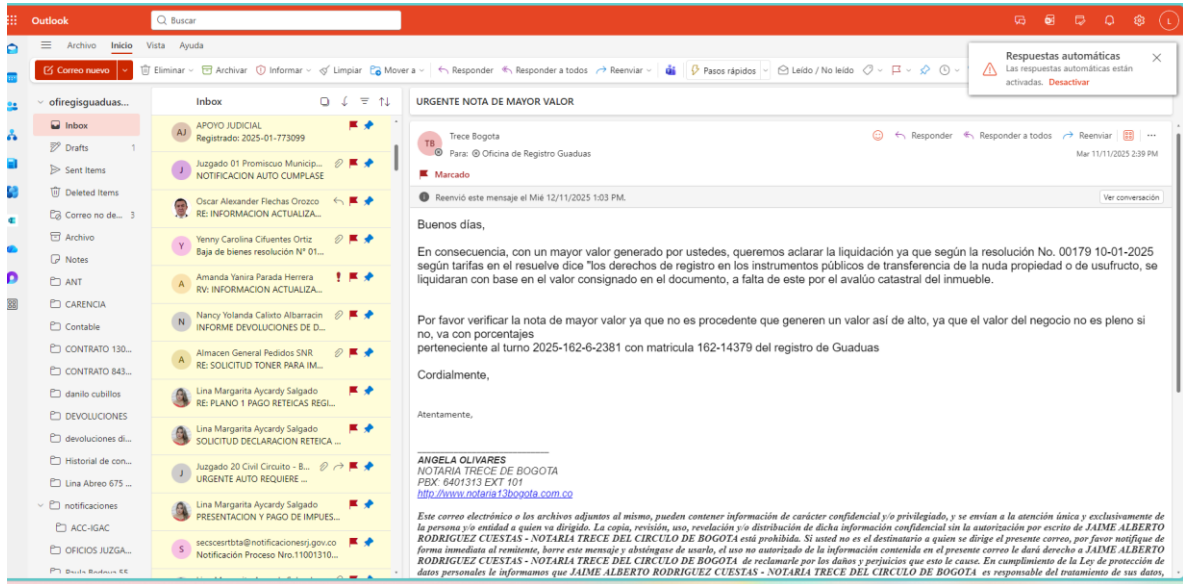 Outlook
Buscar
L
Archivo Inicio Vista Ayuda
Correo nuevo Eliminar Archivar Informar Limpiar Mover a Responder Responder a todos Reenviar Pasos rápidos Leído / No leído
Respuestas automáticas
Las respuestas automáticas están
activadas. Desactivar
ofiregisguaduas...
Inbox
Drafts 1
Sent Items
Deleted Items
Correo no de... 3
Archivo
Notes
ANT
CARENCIA
Contable
CONTRATO 130...
CONTRATO 843...
danilo cubillos
DEVOLUCIONES
devoluciones di...
Historial de con...
Lina Abreo 675 ...
notificaciones
ACC-IGAC
OFICIOS JUZGA...
Inbox
AJ APOYO JUDICIAL
Registrado: 2025-01-773099
J Juzgado 01 Promiscuo Municip...
NOTIFICACION AUTO CUMPLASE
Oscar Alexander Flechas Orozco
RE: INFORMACION ACTUALIZA...
Y Yenny Carolina Cifuentes Ortiz
Baja de bienes resolución N° 01...
A Amanda Yanira Parada Herrera
RV: INFORMACION ACTUALIZA...
N Nancy Yolanda Calixto Albarracin
INFORME DEVOLUCIONES DE D...
A Almacen General Pedidos SNR
RE: SOLICITUD TONER PARA IM...
Lina Margarita Aycardy Salgado
RE: PLANO 1 PAGO RETEICAS REGI...
Lina Margarita Aycardy Salgado
SOLICITUD DECLARACION RETEICA ...
J Juzgado 20 Civil Circuito - B...
URGENTE AUTO REQUIERE ...
Lina Margarita Aycardy Salgado
PRESENTACION Y PAGO DE IMPUES...
S secscesrtbta@notificacionesrj.gov.co
Notificación Proceso Nro.11001310...
URGENTE NOTA DE MAYOR VALOR
TB Trece Bogota
Para: Oficina de Registro Guaduas
Responder Responder a todos Reenviar
Mar 11/11/2025 2:39 PM
Marcado
Reenvió este mensaje el Mié 12/11/2025 1:03 PM.
Ver conversación
Buenos días,
En consecuencia, con un mayor valor generado por ustedes, queremos aclarar la liquidación ya que según la resolución No. 00179 10-01-2025
según tarifas en el resuelve dice "los derechos de registro en los instrumentos públicos de transferencia de la nuda propiedad o de usufructo, se
liquidaran con base en el valor consignado en el documento, a falta de este por el avalúo catastral del inmueble.
Por favor verificar la nota de mayor valor ya que no es procedente que generen un valor así de alto, ya que el valor del negocio no es pleno si
no, va con porcentajes
perteneciente al turno 2025-162-6-2381 con matricula 162-14379 del registro de Guaduas
Cordialmente,
Atentamente,
ANGELA OLIVARES
NOTARIA TRECE DE BOGOTA
PBX: 6401313 EXT 101
http://www.notaria13bogota.com.co
Este correo electrónico o los archivos adjuntos al mismo, pueden contener información de carácter confidencial y/o privilegiado, y se envian a la atención única y exclusivamente de
la persona y/o entidad a quien va dirigido. La copia, revisión, uso, revelación y/o distribución de dicha información confidencial sin la autorización por escrito de JAIME ALBERTO
RODRIGUEZ CUESTAS - NOTARIA TRECE DEL CIRCULO DE BOGOTA está prohibida. Si usted no es el destinatario a quien se dirige el presente correo, por favor notifique de
forma inmediata al remitente, borre este mensaje y absténgase de usarlo, el uso no autorizado de la información contenida en el presente correo le dará derecho a JAIME ALBERTO
RODRIGUEZ CUESTAS - NOTARIA TRECE DEL CIRCULO DE BOGOTA de reclamarle por los daños y perjuicios que esto le cause. En cumplimiento de la Ley de protección de
datos personales le informamos que JAIME ALBERTO RODRIGUEZ CUESTAS - NOTARIA TRECE DEL CIRCULO DE BOGOTA es responsable del tratamiento de sus datos,